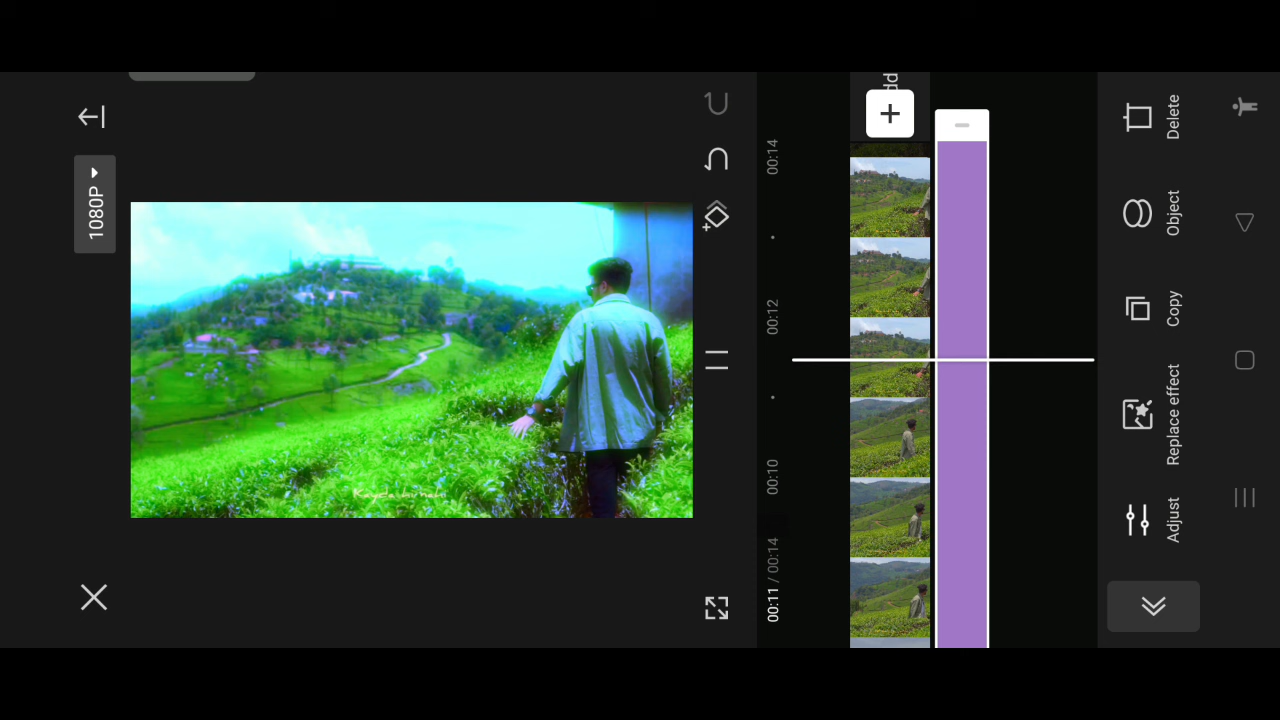 1080P
00:11 / 00:14
00:10
00:12
00:14
Adjust
Replace effect
Copy
Object
Delete